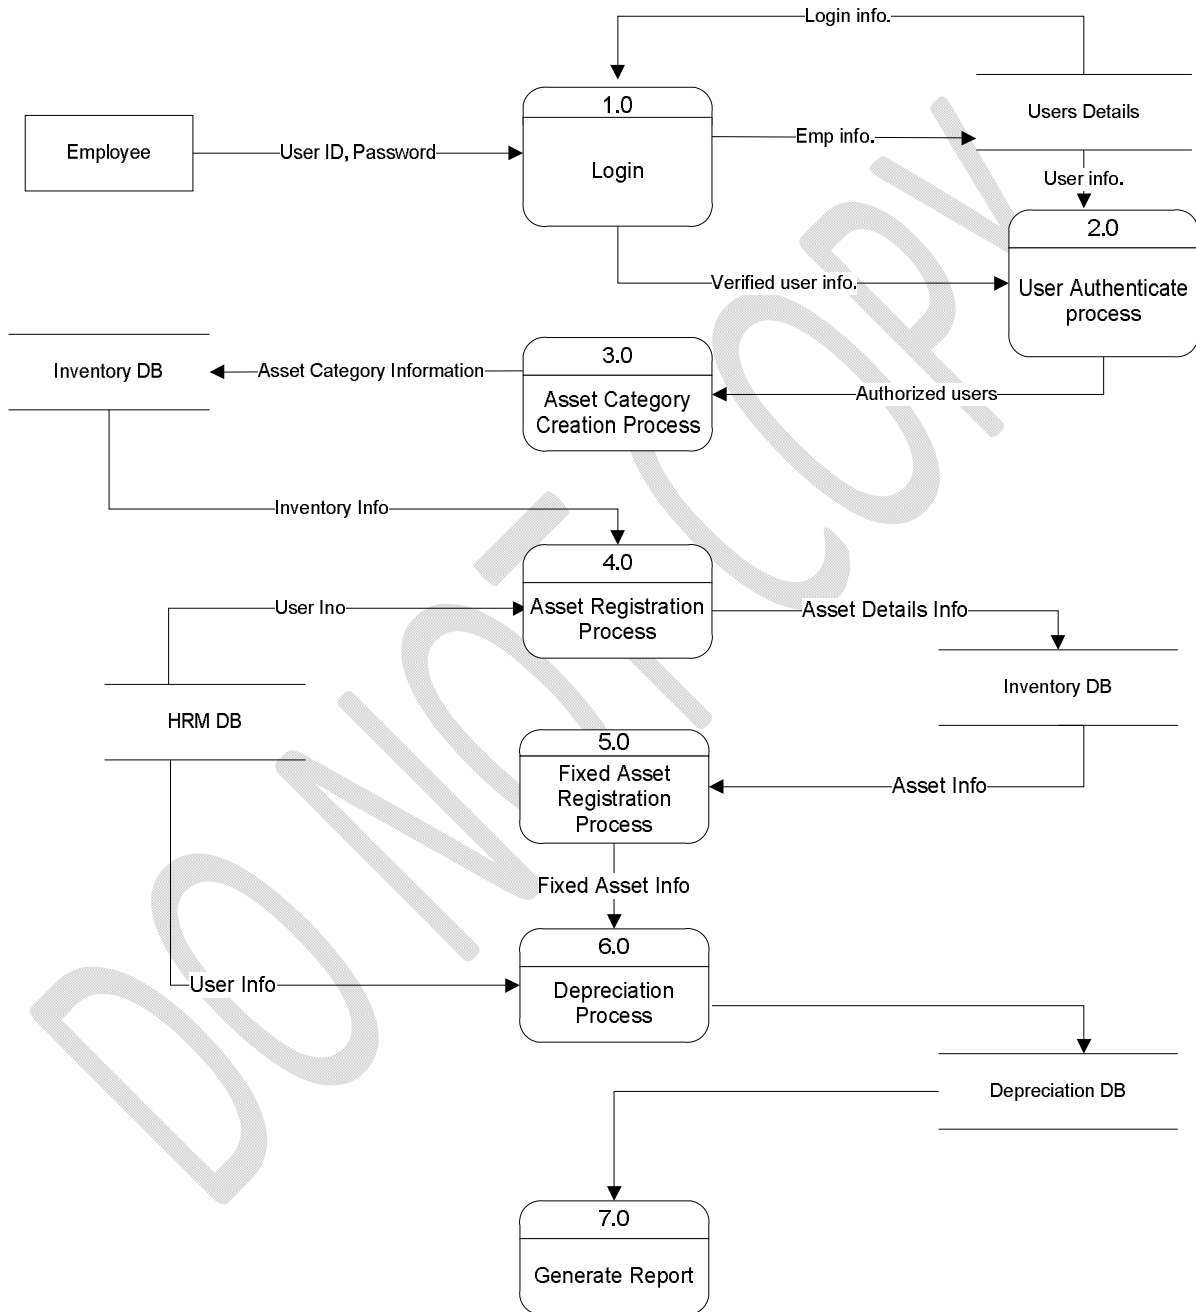 Login info.
1.0
Users Details
Employee
User ID, Password
Emp info.
Login
User info.
2.0
Verified user info.
User Authenticate
process
3.0
Inventory DB
Asset Category Information
Authorized users
Asset Category
Creation Process
Inventory Info
4.0
User Ino
Asset Registration
Process
Asset Details Info
Inventory DB
HRM DB
5.0
Fixed Asset
Registration
Process
Asset Info
Fixed Asset Info
6.0
User Info
Depreciation
Process
Depreciation DB
7.0
Generate Report
DO NOT COPY